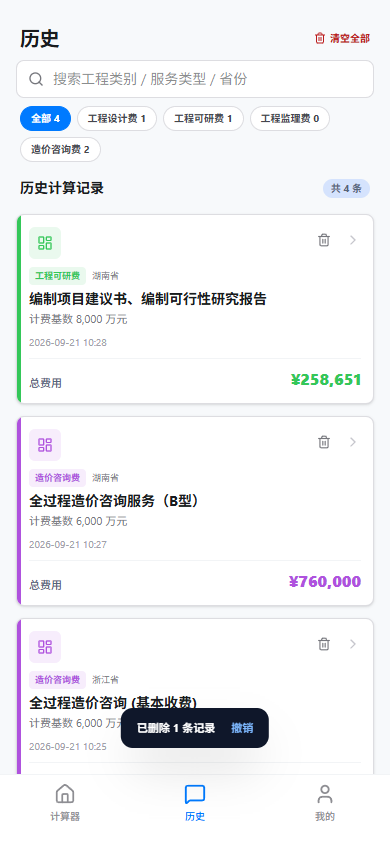 历史
清空全部
搜索工程类别 / 服务类型 / 省份
全部 4
工程设计费 1
工程可研费 1
工程监理费 0
造价咨询费 2
历史计算记录
共 4 条
工程可研费 湖南省
编制项目建议书、编制可行性研究报告
计费基数 8,000 万元
2026-09-21 10:28
总费用 ¥258,651
造价咨询费 湖南省
全过程造价咨询服务（B型）
计费基数 6,000 万元
2026-09-21 10:27
总费用 ¥760,000
造价咨询费 浙江省
全过程造价咨询 (基本收费)
计费基数 6,000 万
2026-09-21 10:25
已删除 1 条记录 撤销
计算器
历史
我的